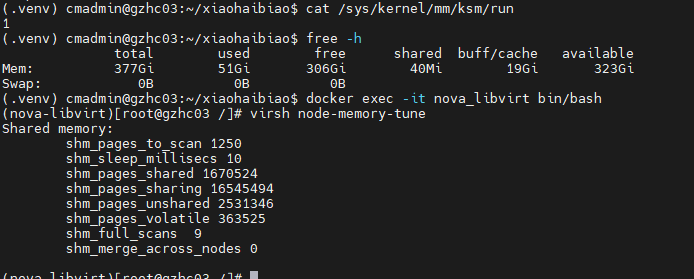 (.venv) cmadmin@gzhc03:~/xiaohaibiao$ cat /sys/kernel/mm/ksm/run
1
(.venv) cmadmin@gzhc03:~/xiaohaibiao$ free -h
total used free shared buff/cache available
Mem: 377Gi 51Gi 306Gi 40Mi 19Gi 323Gi
Swap: 0B 0B 0B
(.venv) cmadmin@gzhc03:~/xiaohaibiao$ docker exec -it nova_libvirt bin/bash
(nova-libvirt)[root@gzhc03 /]# virsh node-memory-tune
Shared memory:
shm_pages_to_scan 1250
shm_sleep_millisecs 10
shm_pages_shared 1670524
shm_pages_sharing 16545494
shm_pages_unshared 2531346
shm_pages_volatile 363525
shm_full_scans 9
shm_merge_across_nodes 0
(nova-libvirt)[root@gzhc03 /]#